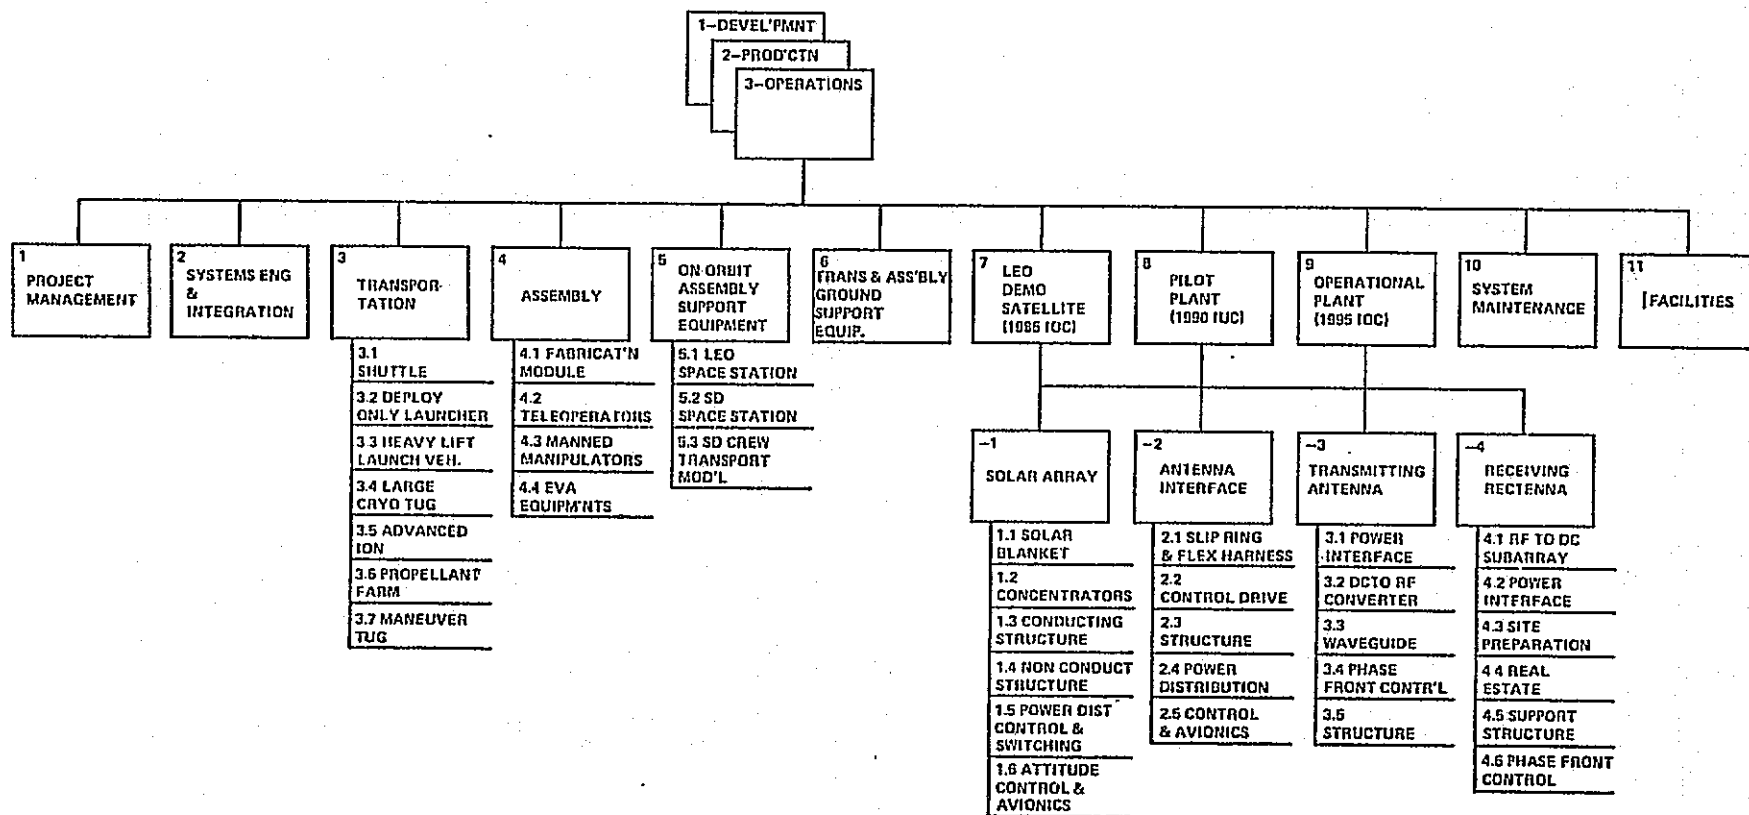 1–DEVEL'PMNT
2–PROD'CTN
3–OPERATIONS
1
PROJECT
MANAGEMENT
2
SYSTEMS ENG
&
INTEGRATION
3
TRANSPOR-
TATION
4
ASSEMBLY
5
ON-ORBIT
ASSEMBLY
SUPPORT
EQUIPMENT
6
TRANS & ASS'BLY
GROUND
SUPPORT
EQUIP.
7
LEO
DEMO
SATELLITE
(1985 IOC)
8
PILOT
PLANT
(1990 IOC)
9
OPERATIONAL
PLANT
(1995 IOC)
10
SYSTEM
MAINTENANCE
11
FACILITIES
3.1
SHUTTLE
3.2 DEPLOY
ONLY LAUNCHER
3.3 HEAVY LIFT
LAUNCH VEH.
3.4 LARGE
CRYO TUG
3.5 ADVANCED
ION
3.6 PROPELLANT
FARM
3.7 MANEUVER
TUG
4.1 FABRICAT'N
MODULE
4.2
TELEOPERATORS
4.3 MANNED
MANIPULATORS
4.4 EVA
EQUIPM'NTS
5.1 LEO
SPACE STATION
5.2 SD
SPACE STATION
5.3 SD CREW
TRANSPORT
MOD'L
–1
SOLAR ARRAY
–2
ANTENNA
INTERFACE
–3
TRANSMITTING
ANTENNA
–4
RECEIVING
RECTENNA
1.1 SOLAR
BLANKET
1.2
CONCENTRATORS
1.3 CONDUCTING
STRUCTURE
1.4 NON CONDUCT
STRUCTURE
1.5 POWER DIST
CONTROL &
SWITCHING
1.6 ATTITUDE
CONTROL &
AVIONICS
2.1 SLIP RING
& FLEX HARNESS
2.2
CONTROL DRIVE
2.3
STRUCTURE
2.4 POWER
DISTRIBUTION
2.5 CONTROL
& AVIONICS
3.1 POWER
INTERFACE
3.2 DCTO RF
CONVERTER
3.3
WAVEGUIDE
3.4 PHASE
FRONT CONTR'L
3.5
STRUCTURE
4.1 RF TO DC
SUBARRAY
4.2 POWER
INTERFACE
4.3 SITE
PREPARATION
4 4 REAL
ESTATE
4.5 SUPPORT
STRUCTURE
4.6 PHASE FRONT
CONTROL